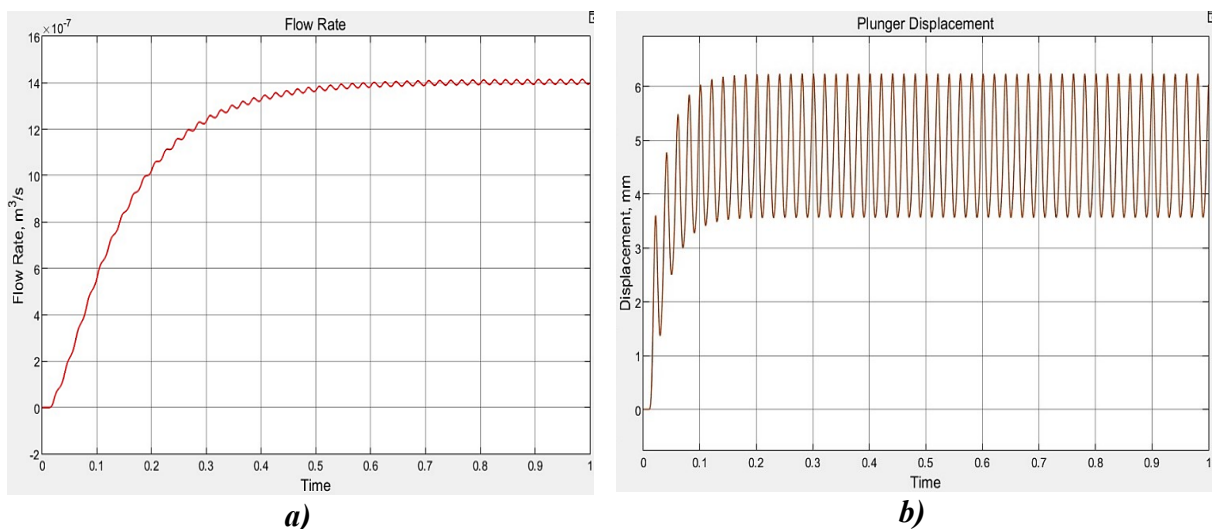 Flow Rate
×10⁻⁷
16
14
12
10
8
6
4
2
0
-2
Flow Rate, m³/s
0 0.1 0.2 0.3 0.4 0.5 0.6 0.7 0.8 0.9 1
Time
a)
Plunger Displacement
6
5
4
3
2
1
0
Displacement, mm
0 0.1 0.2 0.3 0.4 0.5 0.6 0.7 0.8 0.9 1
Time
b)